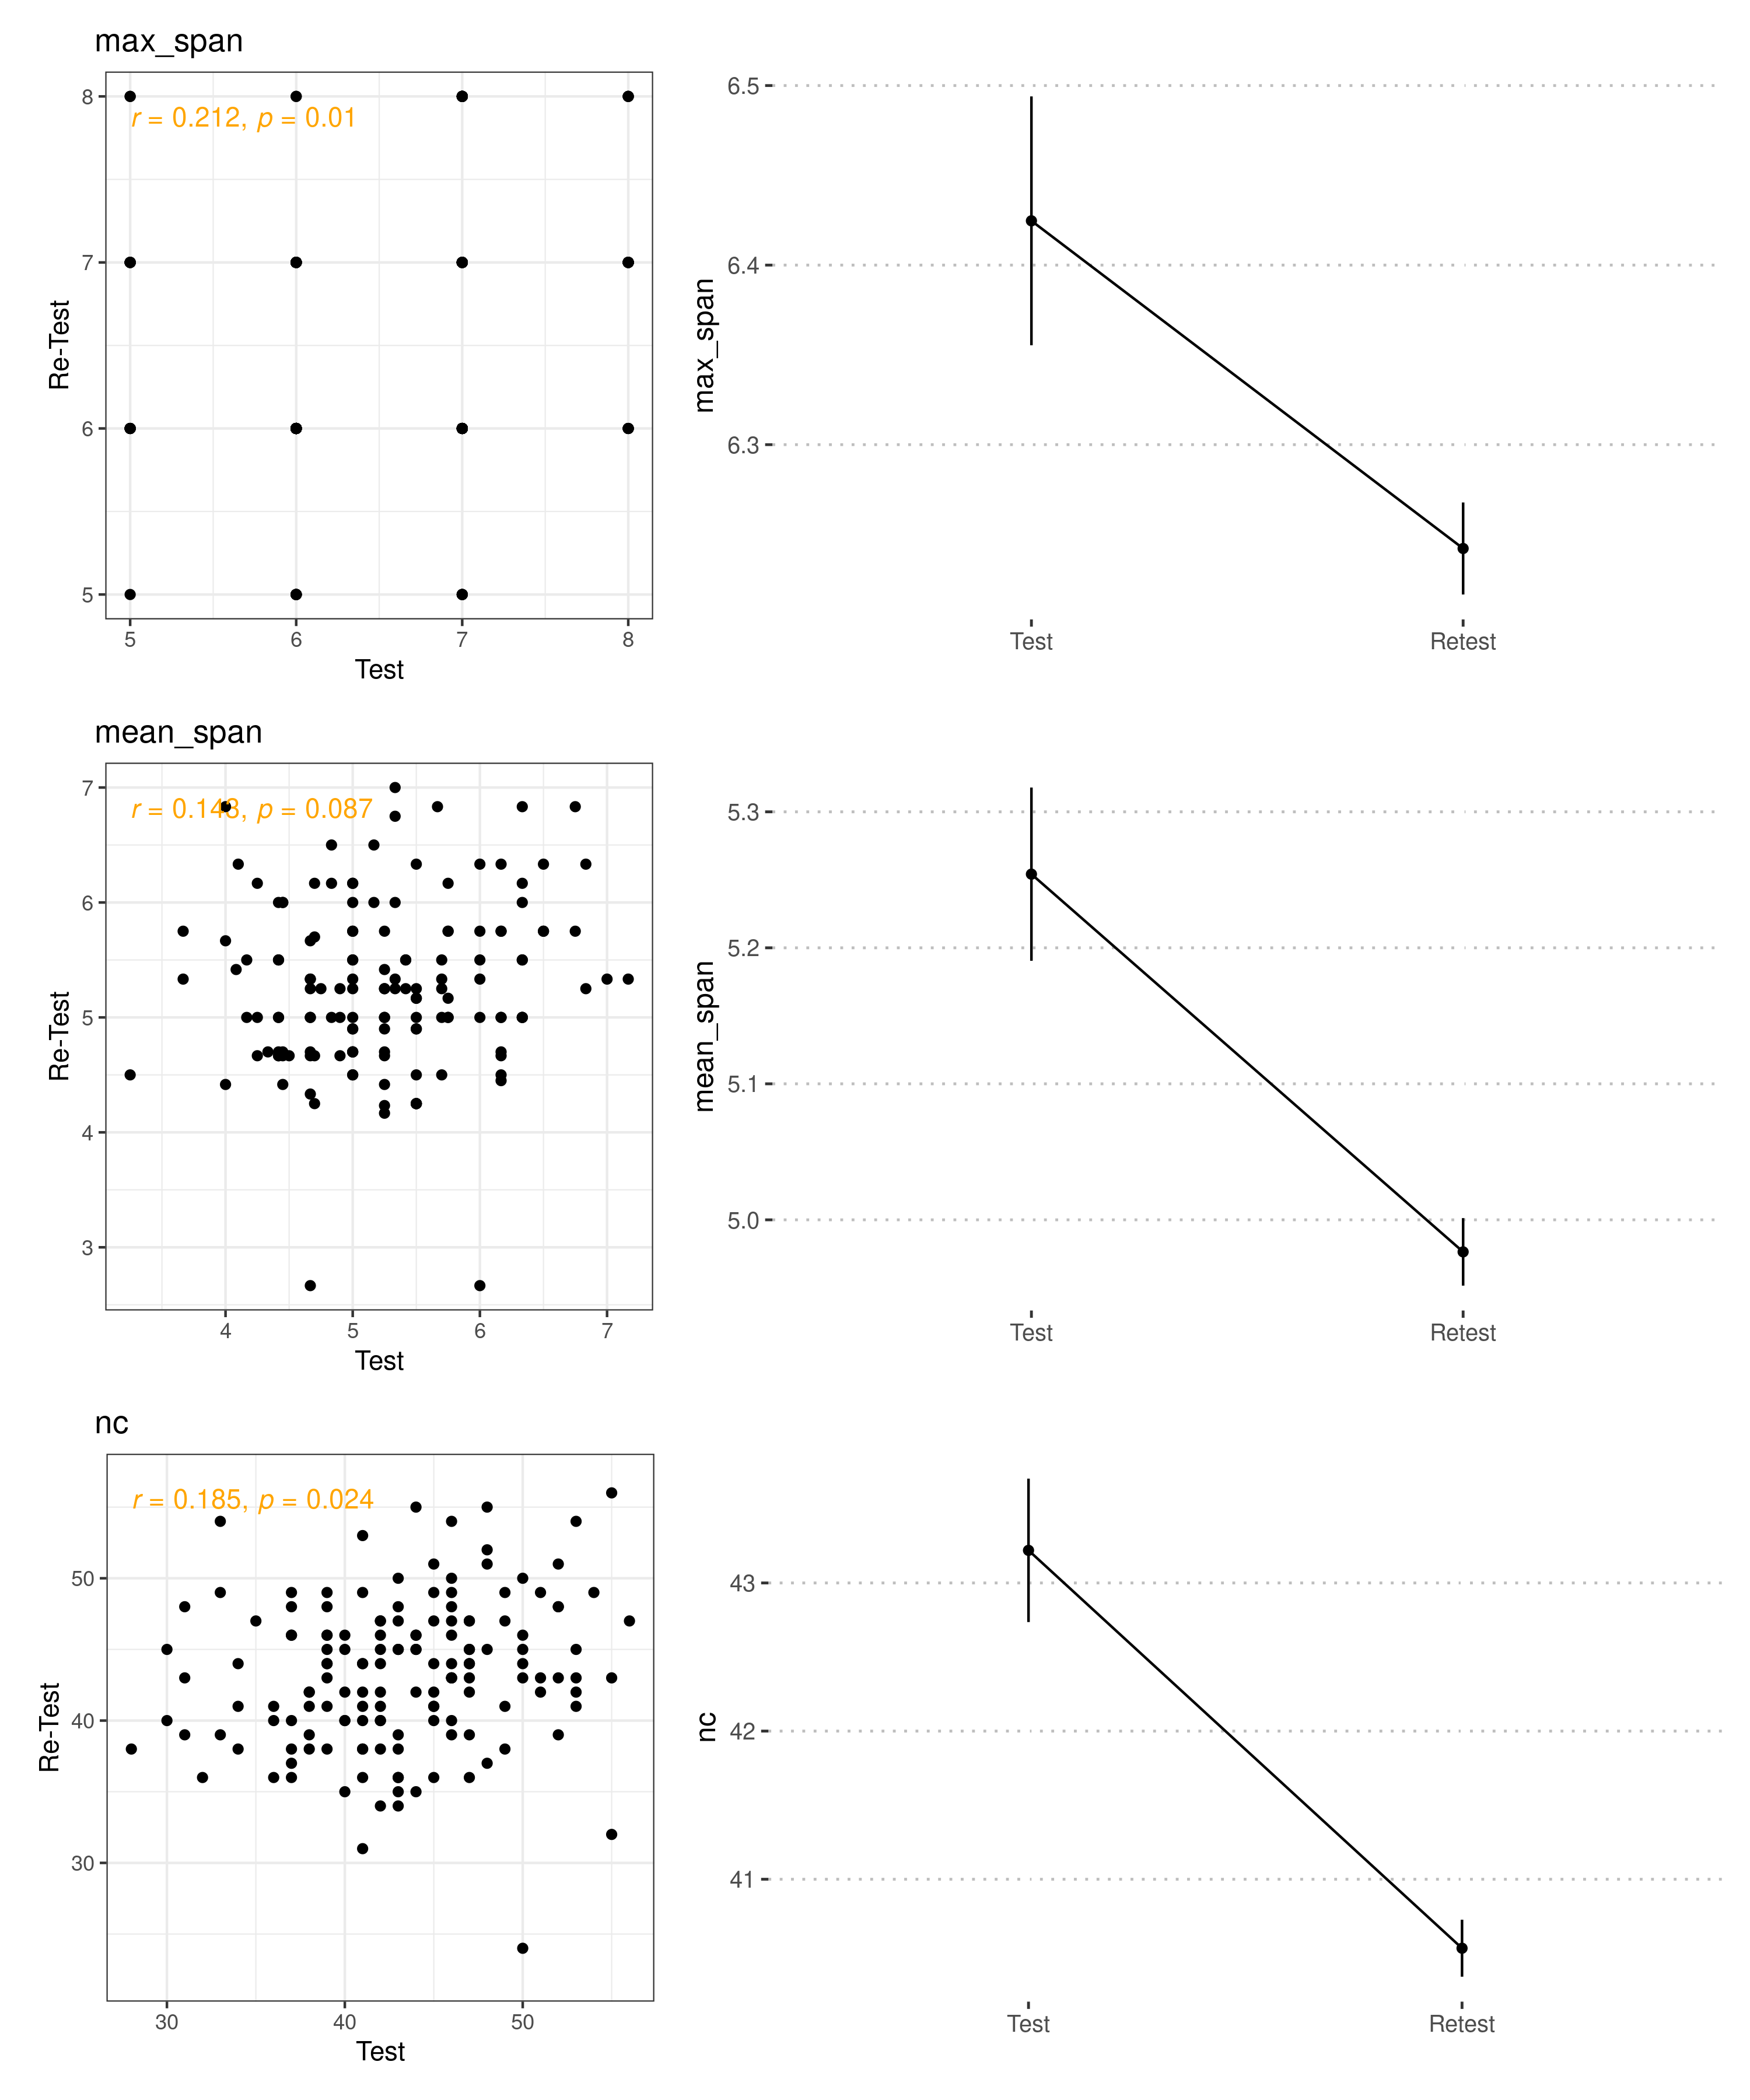 max_span
8
7
6
5
r = 0.212, p = 0.01
Re-Test
5 6 7 8
Test
6.5
6.4
6.3
max_span
Test Retest
mean_span
7
6
5
4
3
r = 0.148, p = 0.087
Re-Test
4 5 6 7
Test
5.3
5.2
5.1
5.0
mean_span
Test Retest
nc
50
40
30
r = 0.185, p = 0.024
Re-Test
30 40 50
Test
43
42
41
nc
Test Retest